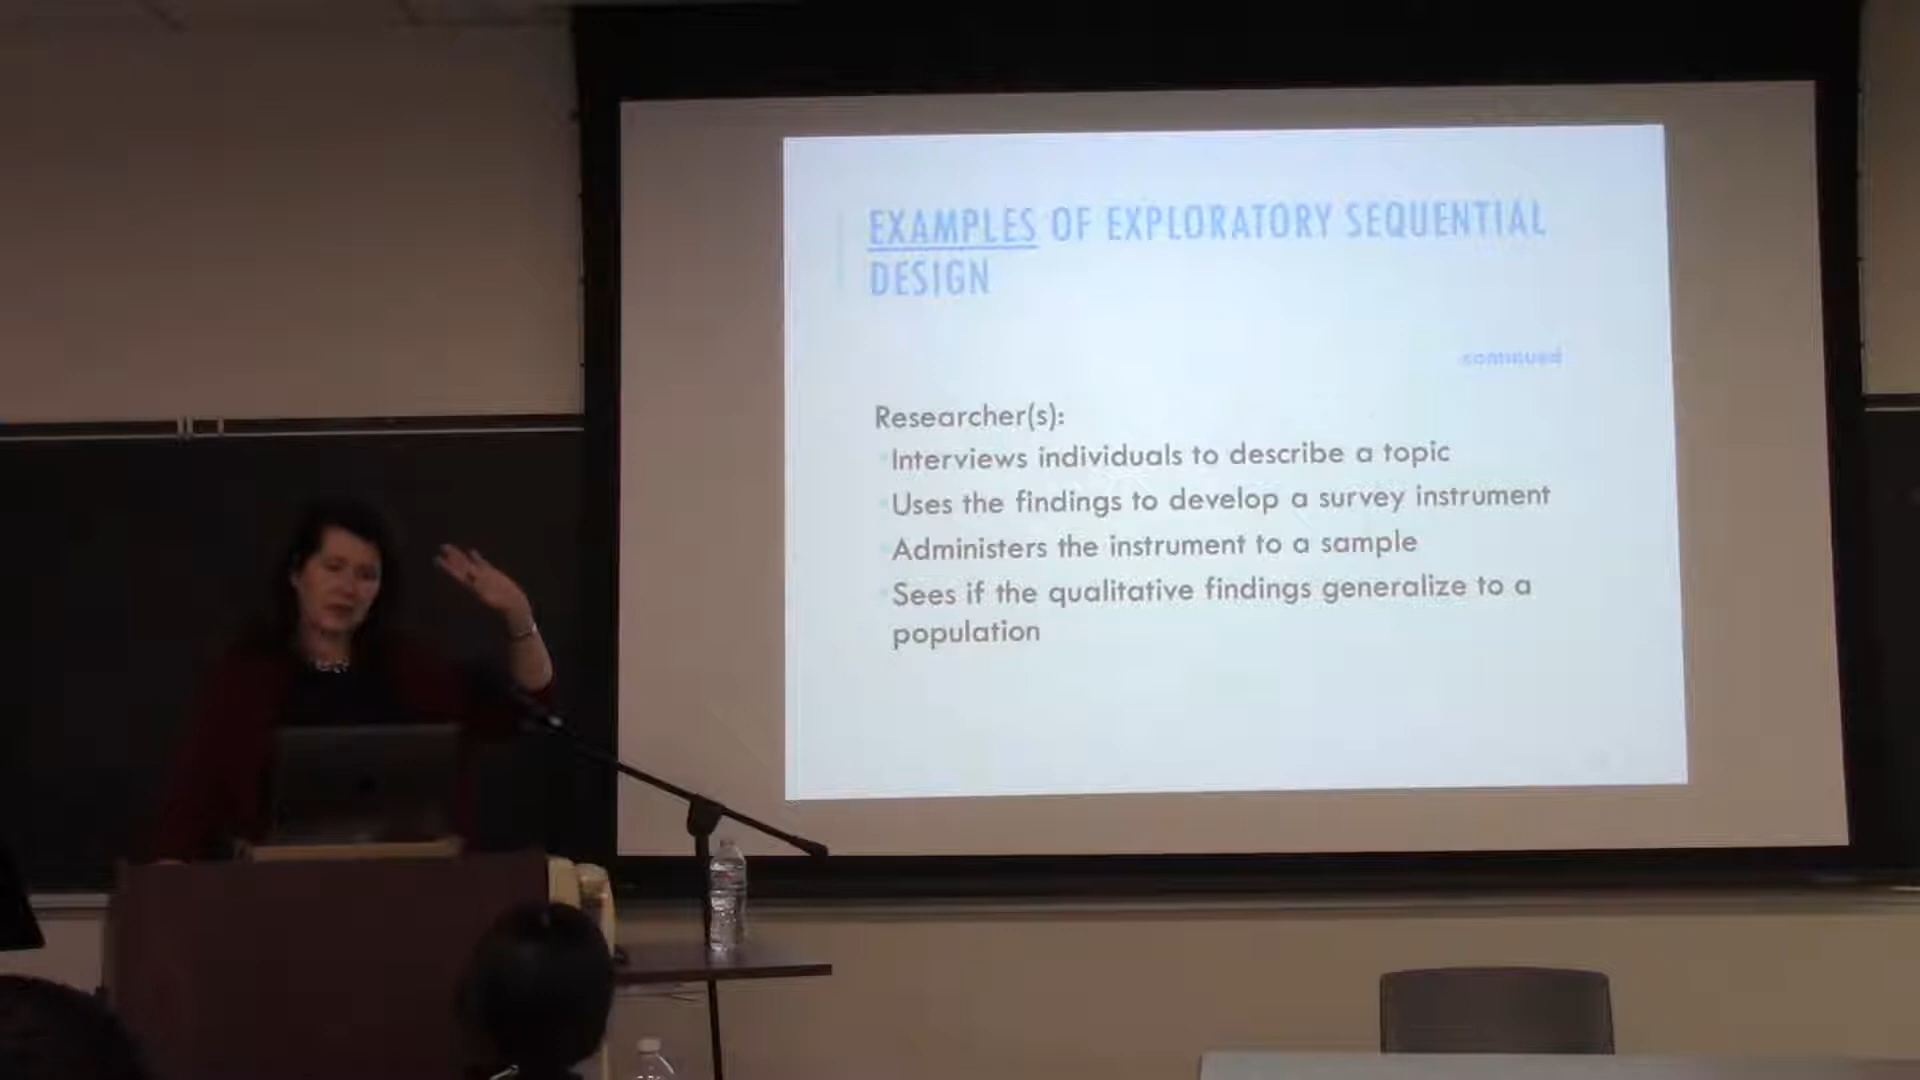 EXAMPLES OF EXPLORATORY SEQUENTIAL
DESIGN
continued
Researcher(s):
Interviews individuals to describe a topic
Uses the findings to develop a survey instrument
Administers the instrument to a sample
Sees if the qualitative findings generalize to a
population